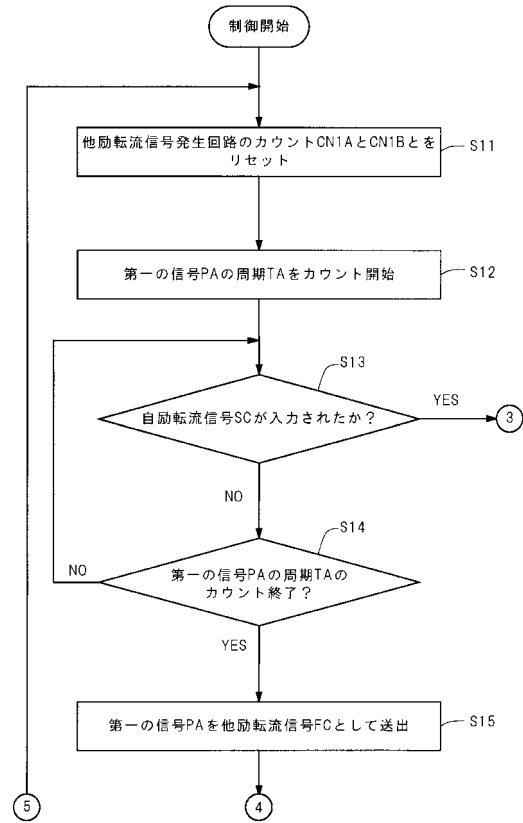 制御開始
他励転流信号発生回路のカウントCN1AとCN1Bとを
リセット
S11
第一の信号PAの周期TAをカウント開始
S12
S13
自励転流信号SCが入力されたか？
YES
3
NO
S14
NO
第一の信号PAの周期TAの
カウント終了？
YES
第一の信号PAを他励転流信号FCとして送出
S15
5
4